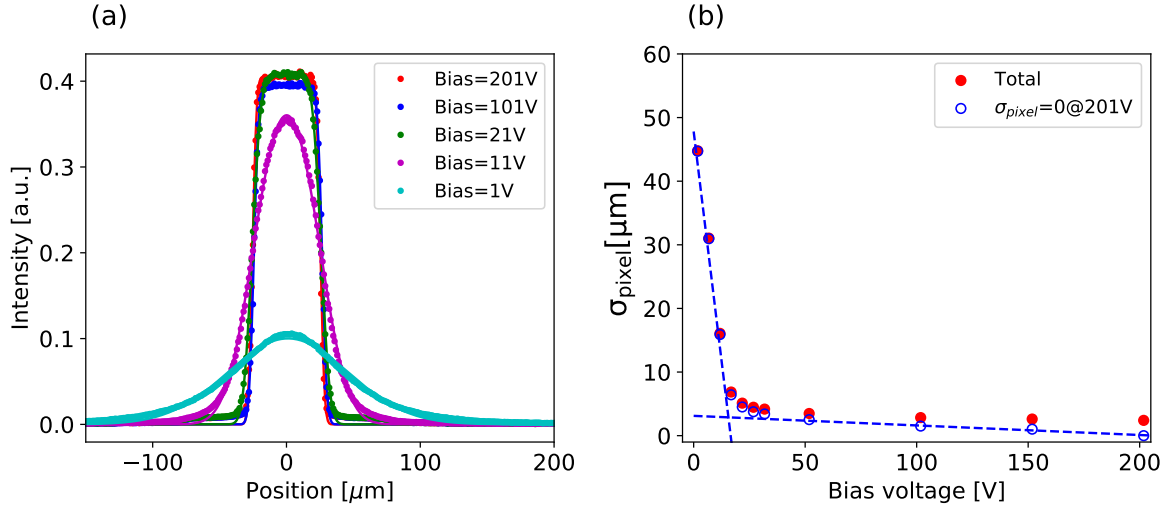 (a)
Intensity [a.u.]
0.4
0.3
0.2
0.1
0.0
−100
0
100
200
Position [μm]
Bias=201V
Bias=101V
Bias=21V
Bias=11V
Bias=1V
(b)
σpixel[μm]
60
50
40
30
20
10
0
0
50
100
150
200
Bias voltage [V]
Total
σpixel=0@201V